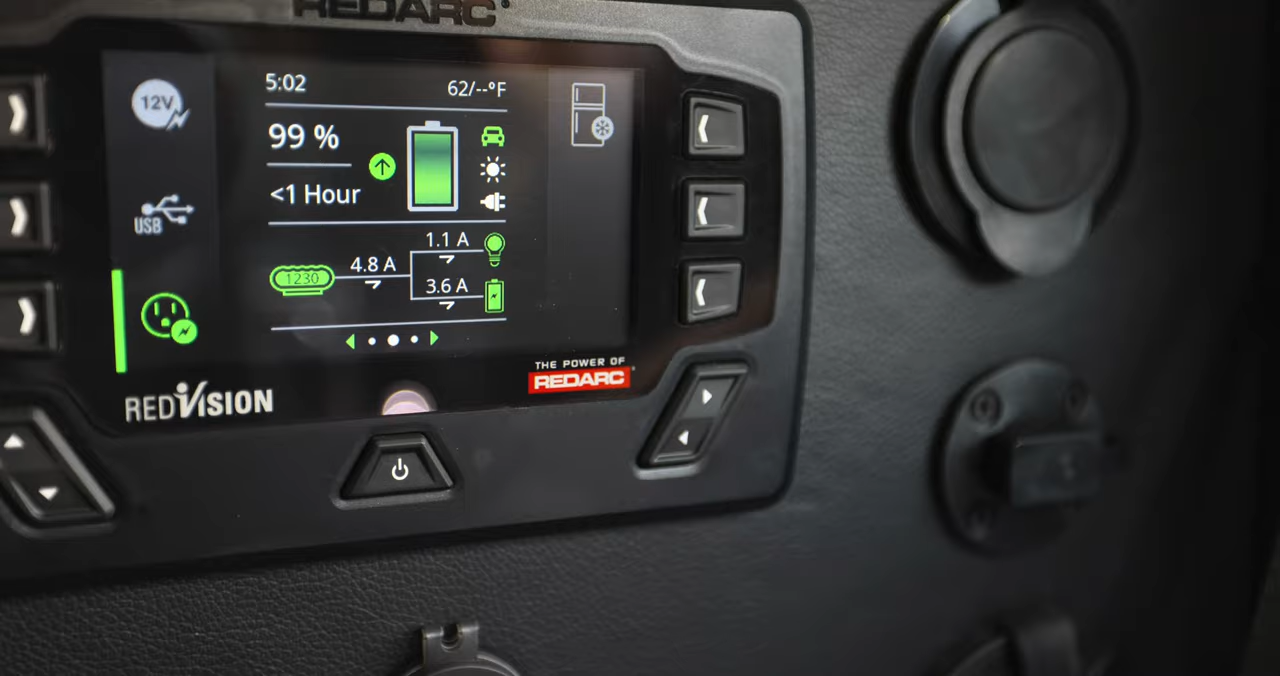 REDARC
12V
5:02
62/--°F
99 %
<1 Hour
USB
1.1 A
4.8 A
1230
3.6 A
THE POWER OF
REDARC
REDVISION